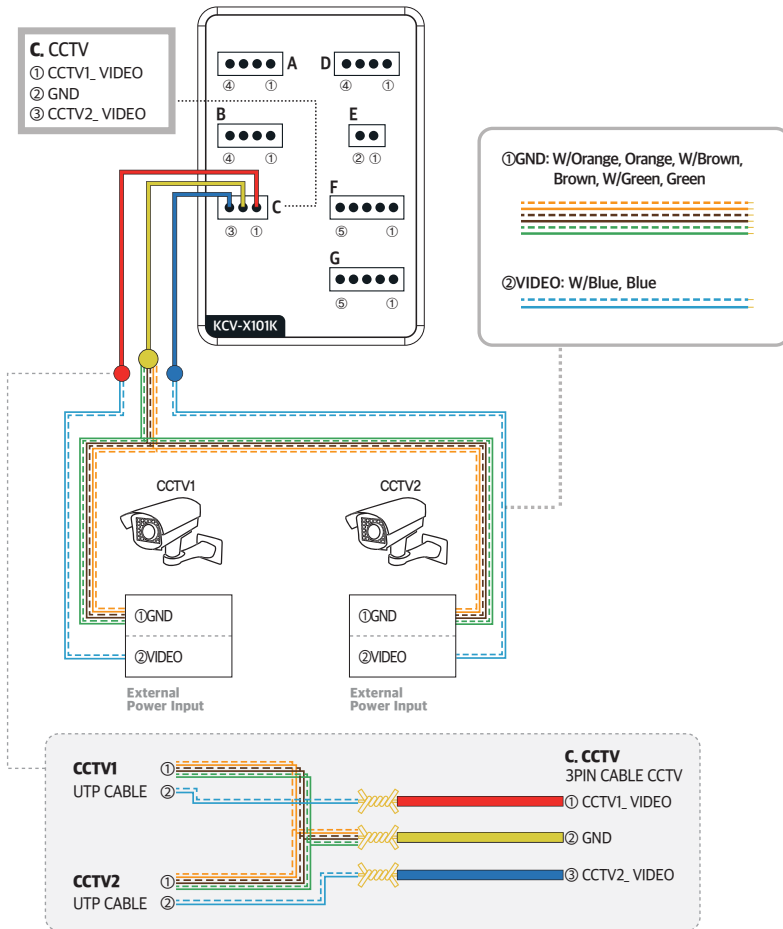 C. CCTV
① CCTV1_ VIDEO
② GND
③ CCTV2_ VIDEO
A
④ ①
D
④ ①
B
④ ①
E
② ①
C
③ ①
F
⑤ ①
G
⑤ ①
KCV-X101K
①GND: W/Orange, Orange, W/Brown,
Brown, W/Green, Green
②VIDEO: W/Blue, Blue
CCTV1
CCTV2
①GND
②VIDEO
External
Power Input
①GND
②VIDEO
External
Power Input
CCTV1 ①
UTP CABLE ②
CCTV2 ①
UTP CABLE ②
C. CCTV
3PIN CABLE CCTV
① CCTV1_ VIDEO
② GND
③ CCTV2_ VIDEO